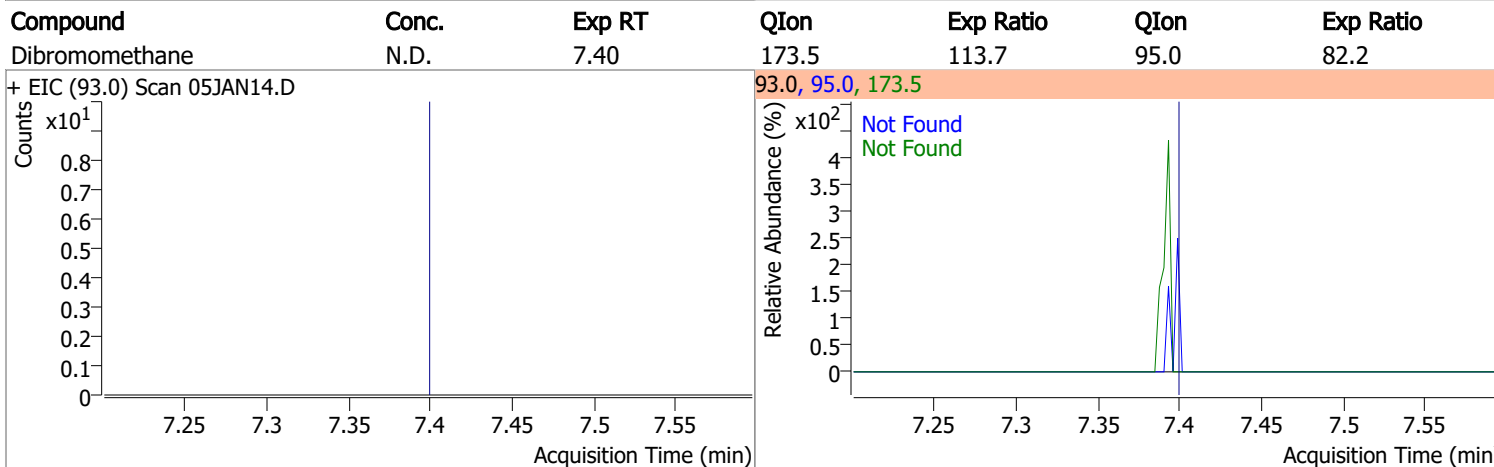 Compound Conc. Exp RT QIon Exp Ratio QIon Exp Ratio
Dibromomethane N.D. 7.40 173.5 113.7 95.0 82.2
+ EIC (93.0) Scan 05JAN14.D
Counts
x101
0.8
0.7
0.6
0.5
0.4
0.3
0.2
0.1
0
7.25 7.3 7.35 7.4 7.45 7.5 7.55
Acquisition Time (min)
93.0, 95.0, 173.5
Relative Abundance (%)
x102
Not Found
Not Found
4
3.5
3
2.5
2
1.5
1
0.5
0
7.25 7.3 7.35 7.4 7.45 7.5 7.55
Acquisition Time (min